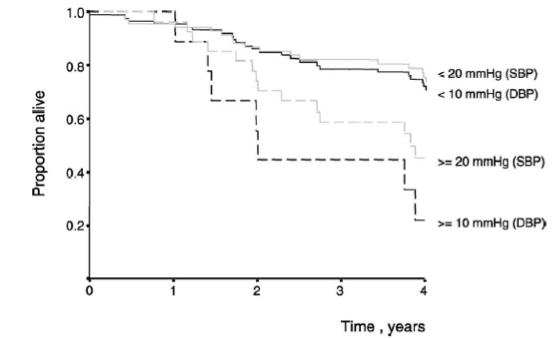 1.0
0.8
0.6
0.4
0.2
Proportion alive
< 20 mmHg (SBP)
< 10 mmHg (DBP)
>= 20 mmHg (SBP)
>= 10 mmHg (DBP)
0 1 2 3 4
Time , years